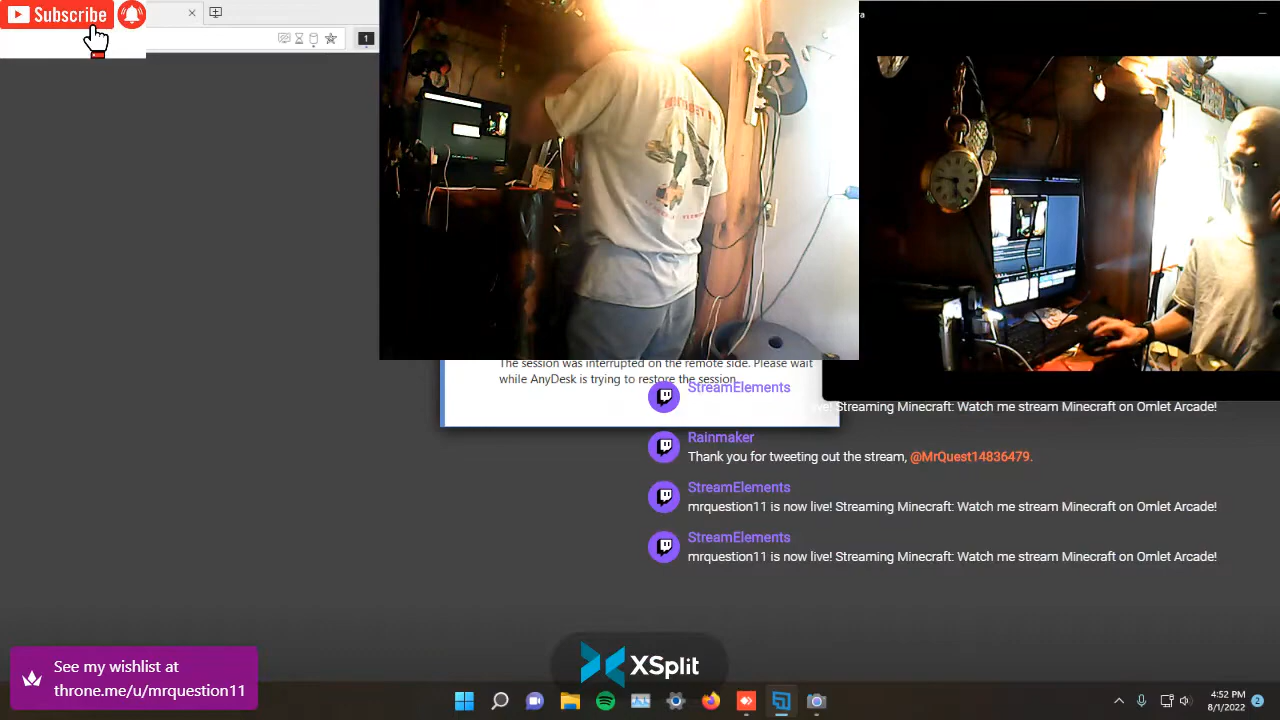 Subscribe
1
ra
The session was interrupted on the remote side. Please wait
while AnyDesk is trying to restore the session.
StreamElements
live! Streaming Minecraft: Watch me stream Minecraft on Omlet Arcade!
Rainmaker
Thank you for tweeting out the stream, @MrQuest14836479.
StreamElements
mrquestion11 is now live! Streaming Minecraft: Watch me stream Minecraft on Omlet Arcade!
StreamElements
mrquestion11 is now live! Streaming Minecraft: Watch me stream Minecraft on Omlet Arcade!
XSplit
See my wishlist at
throne.me/u/mrquestion11
4:52 PM
8/1/2022
2